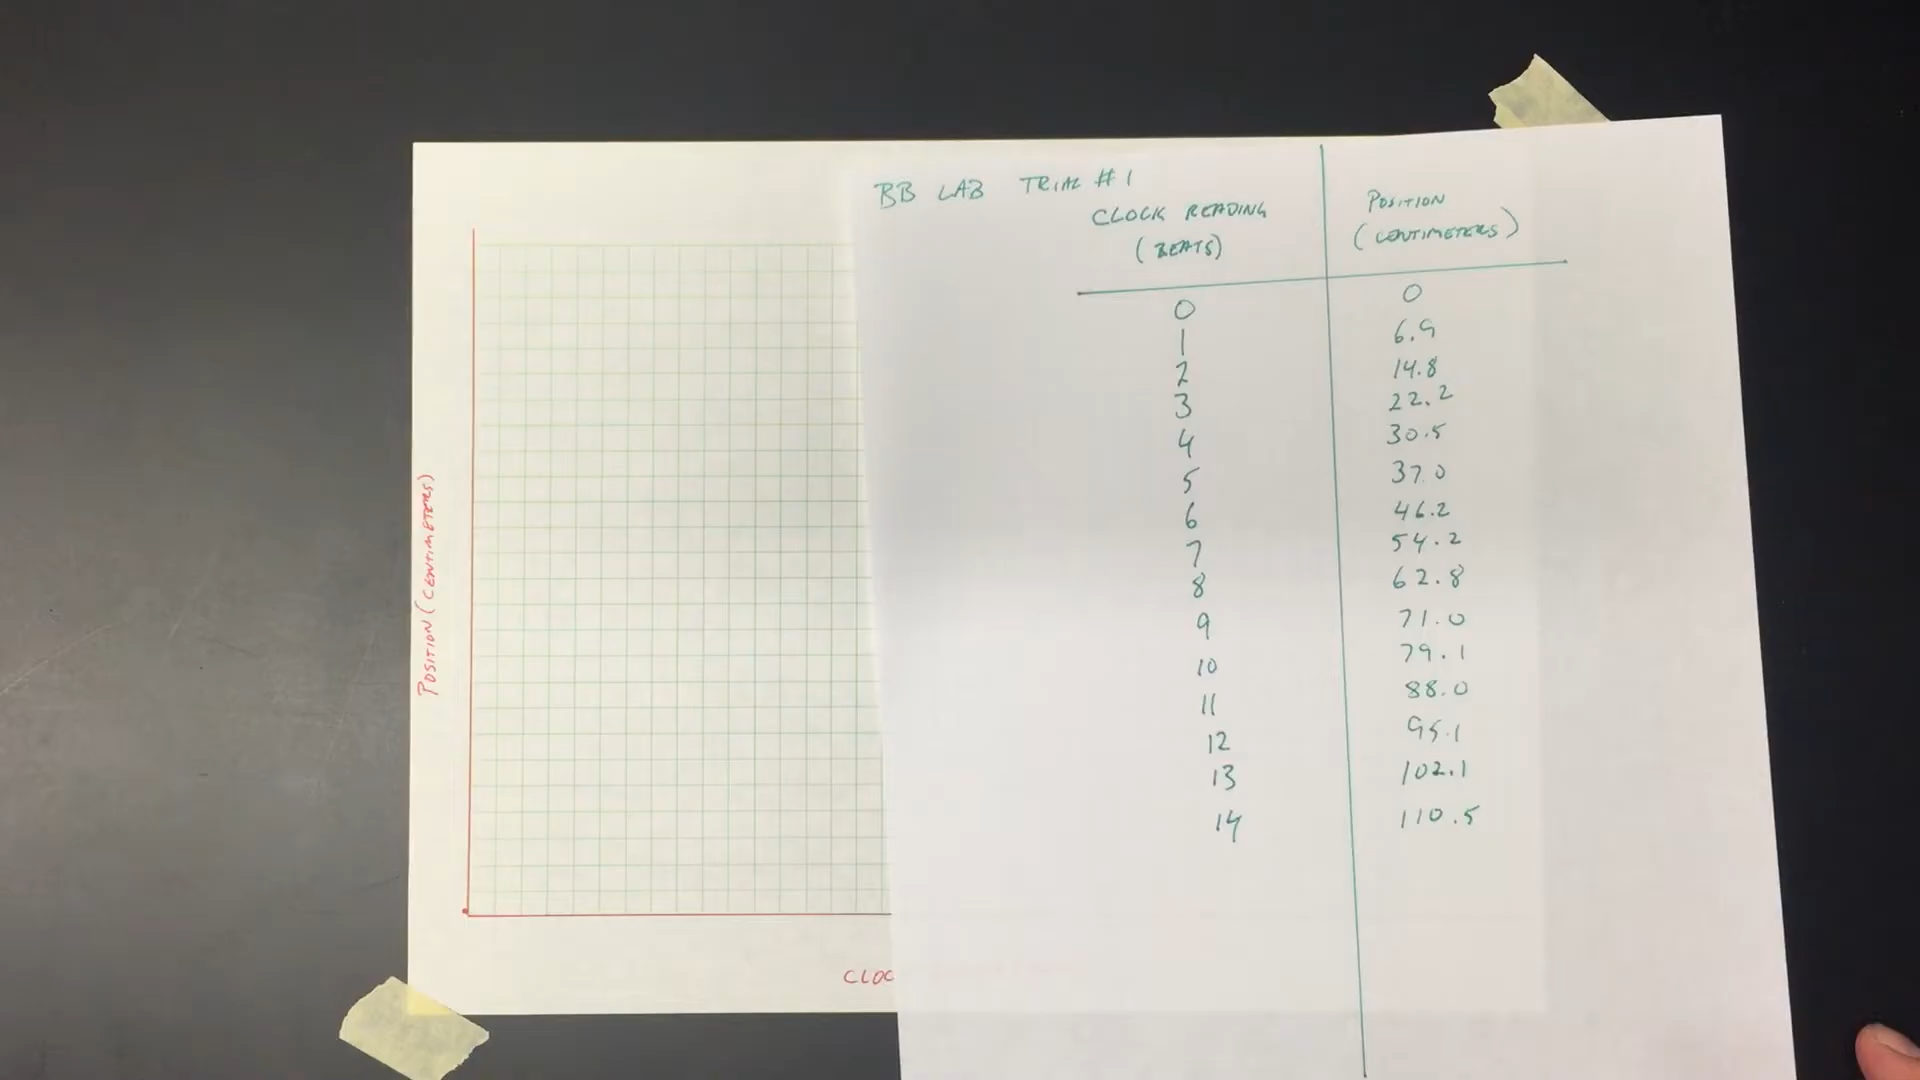 BB LAB TRIAL #1
CLOCK READING
(BEATS)
POSITION
(CENTIMETERS)
0 0
1 6.9
2 14.8
3 22.2
4 30.5
5 37.0
6 46.2
7 54.2
8 62.8
9 71.0
10 79.1
11 88.0
12 95.1
13 102.1
14 110.5
POSITION (CENTIMETERS)
CLOC